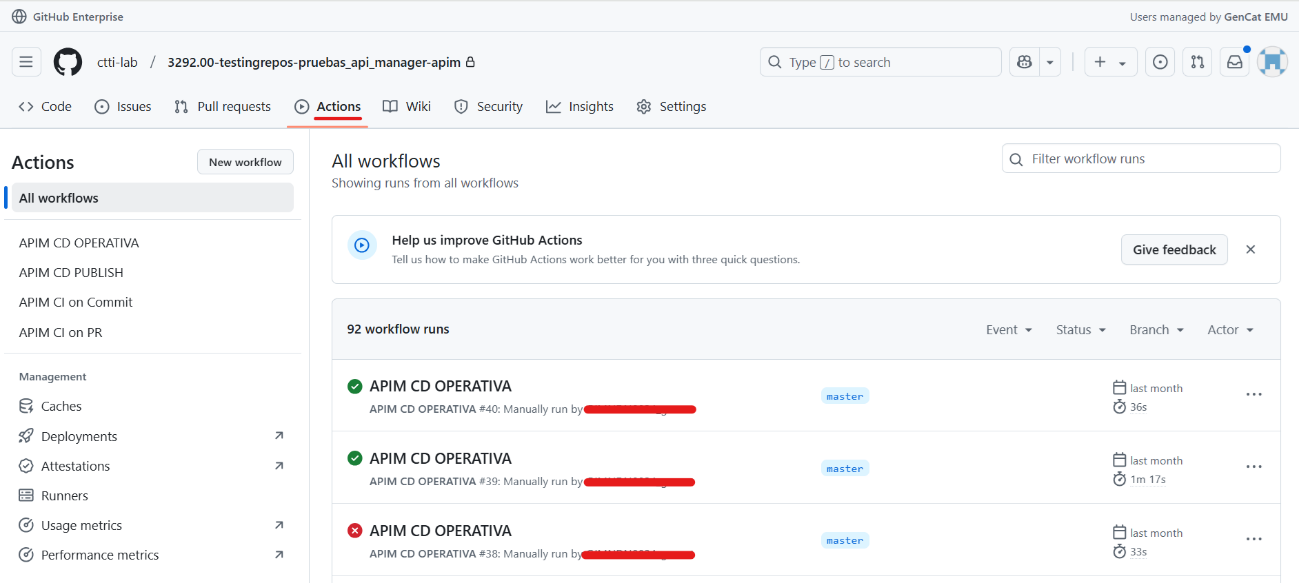 GitHub Enterprise
Users managed by GenCat EMU
ctti-lab / 3292.00-testingrepos-pruebas_api_manager-apim
Type / to search
Code
Issues
Pull requests
Actions
Wiki
Security
Insights
Settings
Actions
New workflow
All workflows
APIM CD OPERATIVA
APIM CD PUBLISH
APIM CI on Commit
APIM CI on PR
Management
Caches
Deployments
Attestations
Runners
Usage metrics
Performance metrics
All workflows
Showing runs from all workflows
Filter workflow runs
Help us improve GitHub Actions
Tell us how to make GitHub Actions work better for you with three quick questions.
Give feedback
92 workflow runs
Event
Status
Branch
Actor
APIM CD OPERATIVA
APIM CD OPERATIVA #40: Manually run by
master
last month
36s
APIM CD OPERATIVA
APIM CD OPERATIVA #39: Manually run by
master
last month
1m 17s
APIM CD OPERATIVA
APIM CD OPERATIVA #38: Manually run by
master
last month
33s